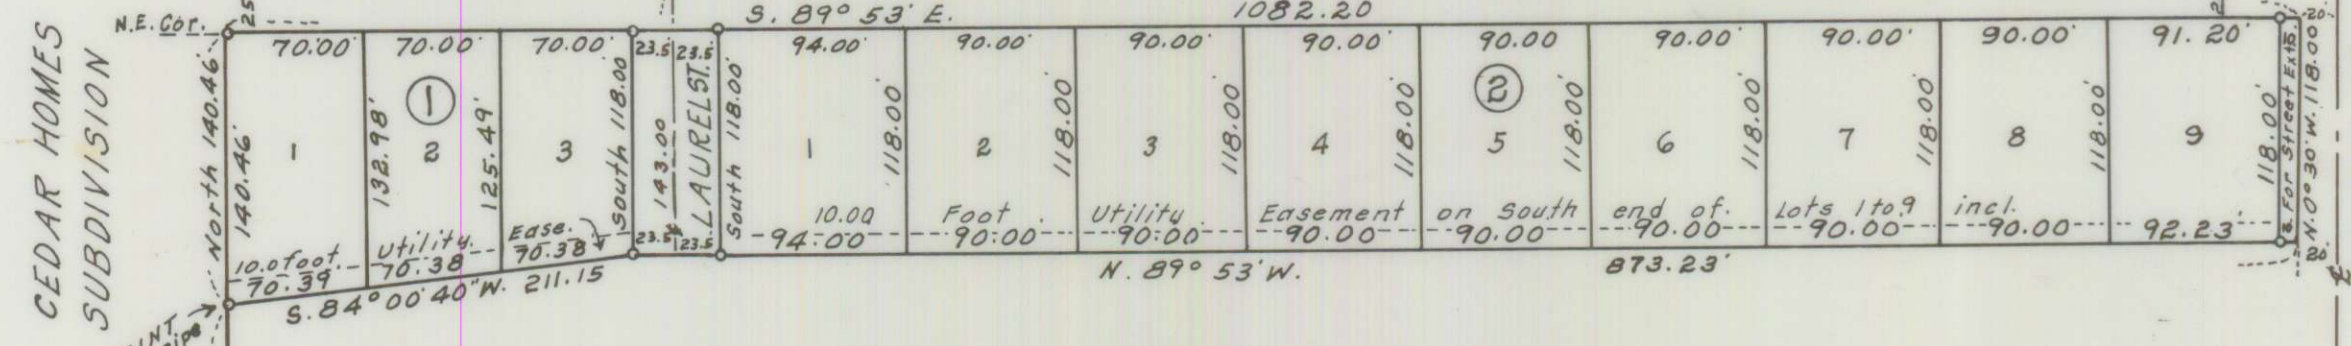 CEDAR HOMES
SUBDIVISION
N.E. Cor.
25
S. 89° 53' E. 1082.20
2
20'
70.00' 70.00' 70.00' 23.5' 23.5' 94.00' 90.00' 90.00' 90.00' 90.00 90.00' 90.00' 90.00' 91.20'
North 140.46'
140.46'
1
132.98'
1
2
125.49'
3
South 118.00
143.00
LAUREL ST.
South 118.00'
1
118.00'
2
118.00'
3
118.00'
4
118.00'
2
5
118.00'
6
118.00'
7
118.00'
8
118.00'
9
118.00'
For Street Ext.
N. 0° 30' W. 118.00'
10.0 foot Utility Ease.
10.00 Foot Utility Easement on South end of Lots 1 to 9 incl.
70.39 70.38 70.38 23.5' 23.5 94.00 90.00 90.00 90.00 90.00 90.00 90.00 90.00 92.23'
S. 84° 00' 40" W. 211.15
N. 89° 53' W. 873.23'
20'